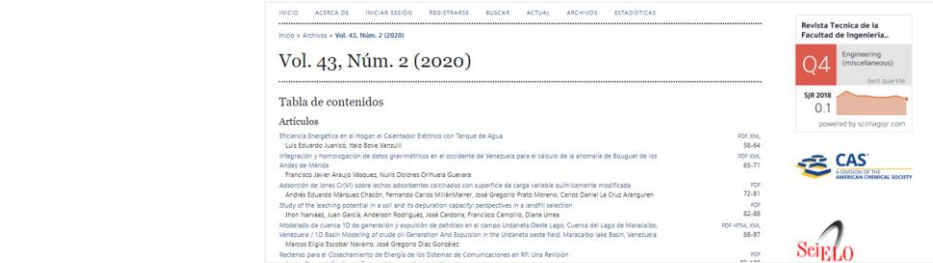 INICIO ACERCA DE INICIAR SESIÓN REGISTRARSE BUSCAR ACTUAL ARCHIVOS ESTADÍSTICAS
Inicio > Archivos > Vol. 43, Núm. 2 (2020)
Vol. 43, Núm. 2 (2020)
Tabla de contenidos
Artículos
Eficiencia Energética en el Hogar: el Calentador Eléctrico con Tanque de Agua PDF XML
Luis Eduardo Juanicó, Italo Bove Vanzulli 58-64
Integración y homologación de datos gravimétricos en el occidente de Venezuela para el cálculo de la anomalía de Bouguer de los PDF XML
Andes de Mérida 63-71
Francisco Javier Araujo Vásquez, Nuris Dolores Orihuela Guevara
Adsorción de iones Cr(VI) sobre lechos adsorbentes calcinados con superficie de carga variable químicamente modificada PDF
Andrés Eduardo Márquez Chacón, Fernando Carlos MillánMarrer, José Gregorio Prato Moreno, Carlos Daniel La Cruz Aranguren 72-81
Study of the leaching potential in a soil and its depuration capacity: perspectives in a landfill selection PDF
Jhon Narvaez, Juan García, Anderson Rodriguez, José Cardona, Francisco Campillo, Diana Urrea 82-88
Modelado de cuenca 1D de generación y expulsión de petróleo en el campo Urdaneta Oeste Lago, Cuenca del Lago de Maracaibo, PDF HTML XML
Venezuela / 1D Basin Modeling of crude oil Generation And Expulsion in the Urdaneta oeste field, Maracaibo lake Basin, Venezuela 89-97
Marcos Eligio Escobar Navarro, José Gregorio Díaz González
Rectenas para el Cosechamiento de Energía de los Sistemas de Comunicaciones en RF: Una Revisión PDF
Revista Tecnica de la
Facultad de Ingenieria...
Q4
Engineering
(miscellaneous)
best quartile
SJR 2018
0.1
powered by scimagojr.com
CAS
A DIVISION OF THE
AMERICAN CHEMICAL SOCIETY
SciELO